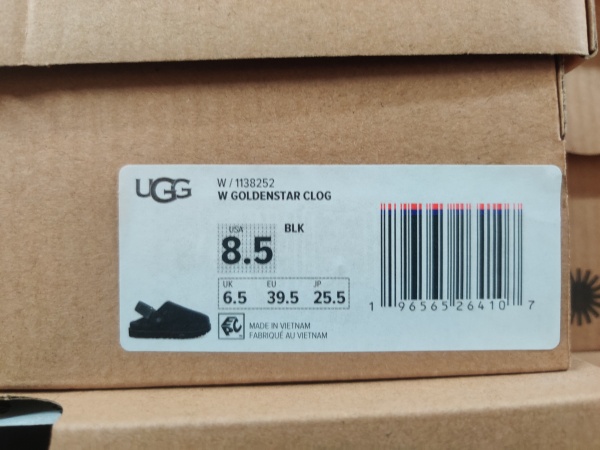 UGG
W / 1138252
W GOLDENSTAR CLOG
USA
8.5
BLK
UK EU JP
6.5 39.5 25.5
MADE IN VIETNAM
FABRIQUÉ AU VIETNAM
1 96565 26410 7